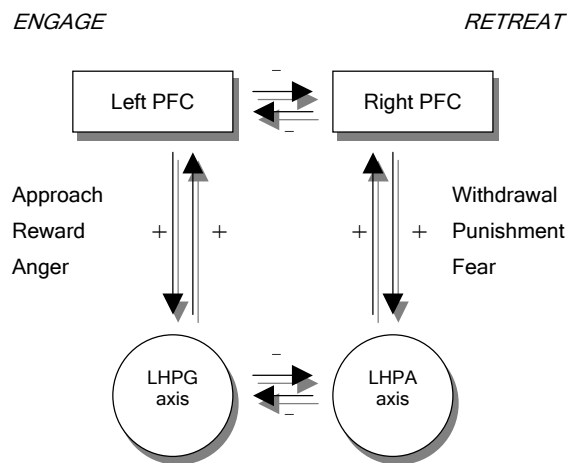 ENGAGE
RETREAT
−
Left PFC
Right PFC
−
Approach
Reward
Anger
+
+
+
+
Withdrawal
Punishment
Fear
−
LHPG
axis
LHPA
axis
−